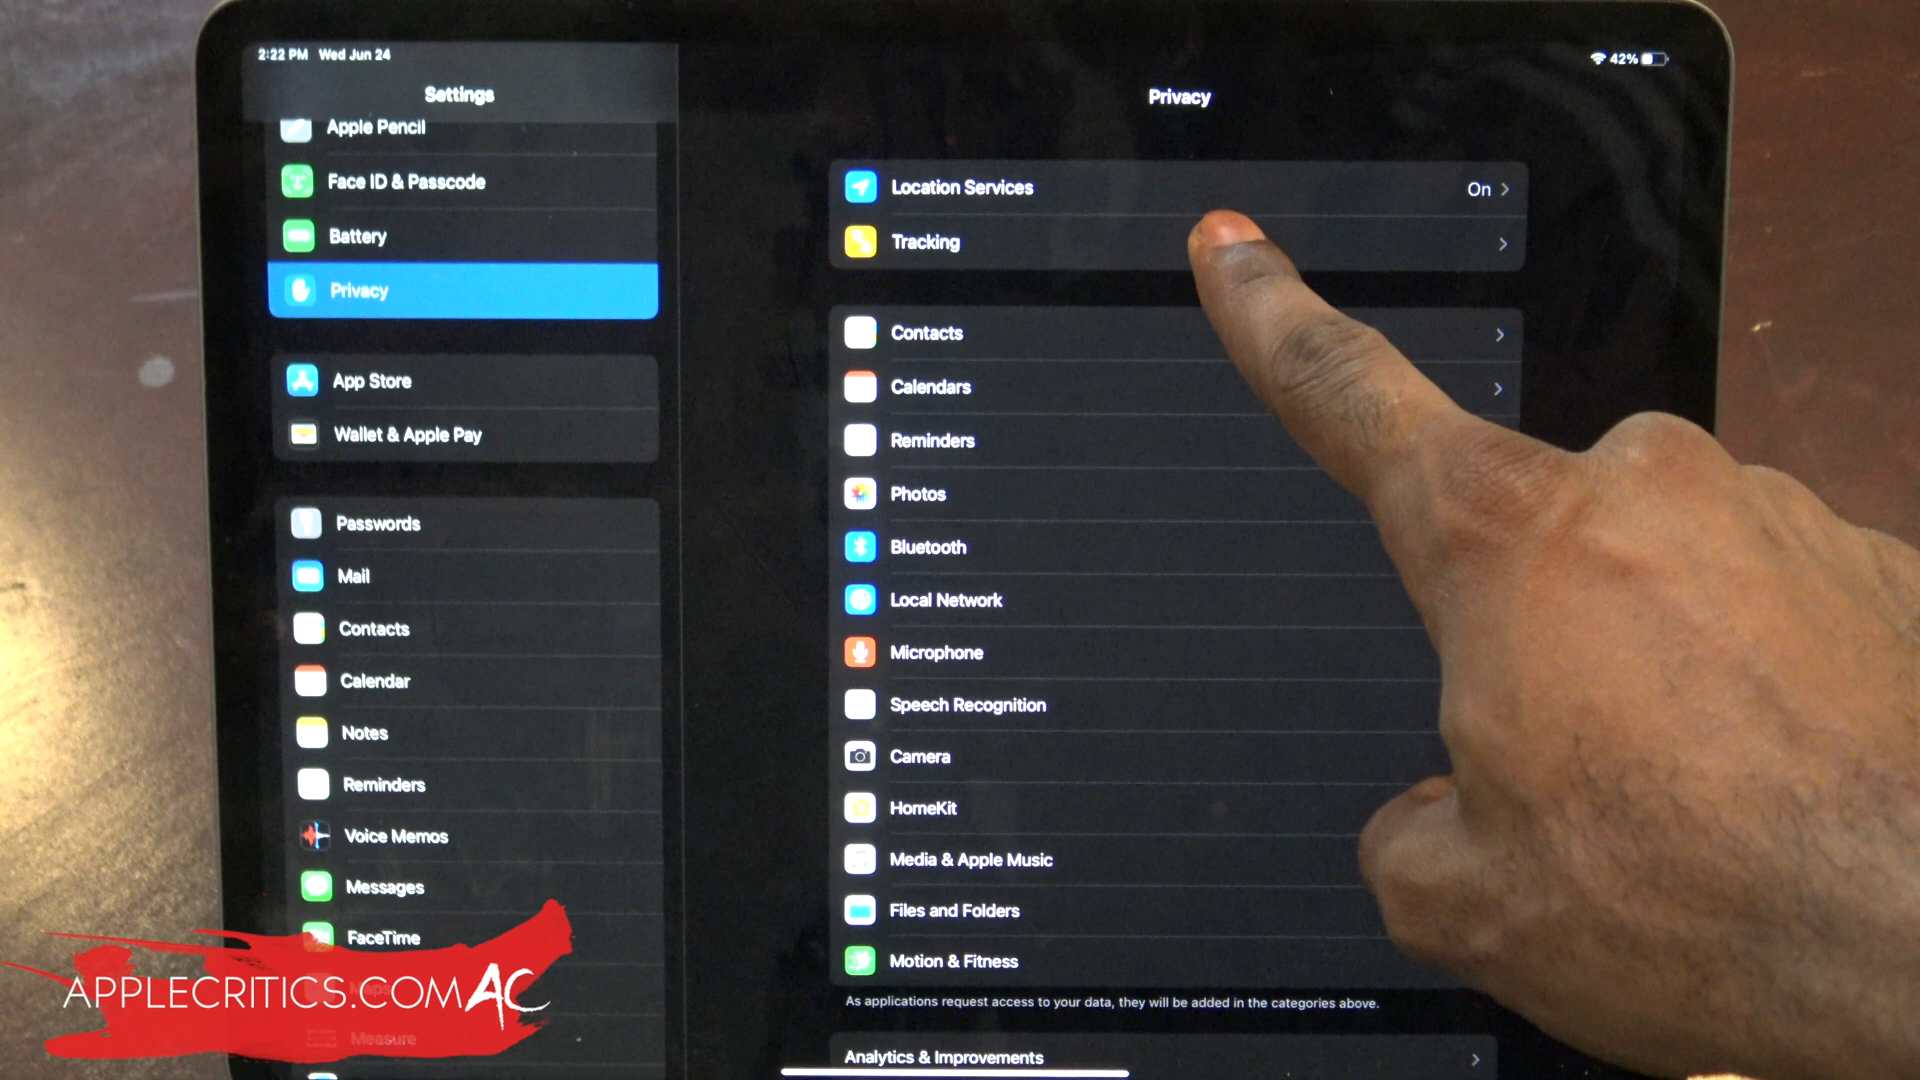 2:22 PM Wed Jun 24
42%
Settings
Apple Pencil
Face ID & Passcode
Battery
Privacy
App Store
Wallet & Apple Pay
Passwords
Mail
Contacts
Calendar
Notes
Reminders
Voice Memos
Messages
FaceTime
Maps
Measure
Privacy
Location Services On
Tracking
Contacts
Calendars
Reminders
Photos
Bluetooth
Local Network
Microphone
Speech Recognition
Camera
HomeKit
Media & Apple Music
Files and Folders
Motion & Fitness
As applications request access to your data, they will be added in the categories above.
Analytics & Improvements
APPLECRITICS.COM AC